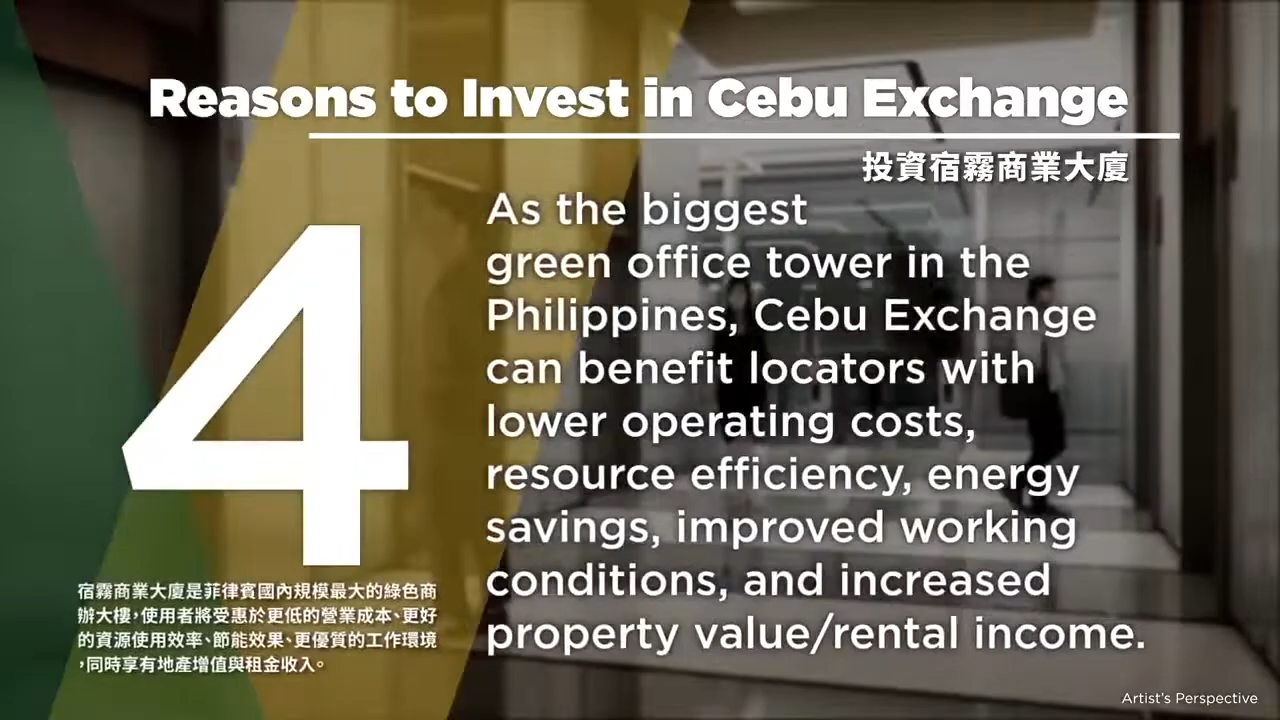 Reasons to Invest in Cebu Exchange
投資宿霧商業大廈
4
As the biggest
green office tower in the
Philippines, Cebu Exchange
can benefit locators with
lower operating costs,
resource efficiency, energy
savings, improved working
conditions, and increased
property value/rental income.
宿霧商業大廈是菲律賓國內規模最大的綠色商
辦大樓，使用者將受惠於更低的營業成本、更好
的資源使用效率、節能效果、更優質的工作環境
，同時享有地產增值與租金收入。
Artist's Perspective